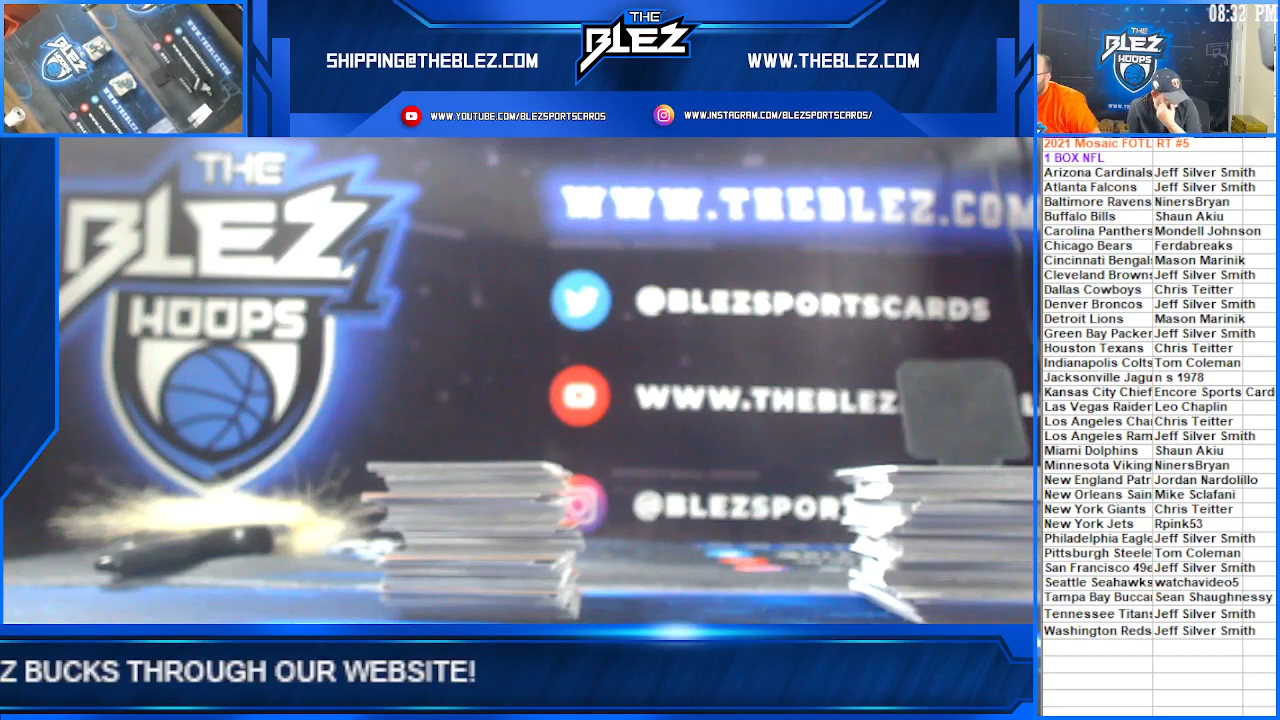 THE
BLEZ
SHIPPING@THEBLEZ.COM
WWW.THEBLEZ.COM
WWW.YOUTUBE.COM/BLEZSPORTSCARDS
WWW.INSTAGRAM.COM/BLEZSPORTSCARDS/
08:32 PM
THE
BLEZ
HOOPS
THE
BLEZ 1
HOOPS
WWW.THEBLEZ.COM
@BLEZSPORTSCARDS
WWW.THEBLEZ
@BLEZSPOR
2021 Mosaic FOTL RT #5
1 BOX NFL
Arizona Cardinals Jeff Silver Smith
Atlanta Falcons Jeff Silver Smith
Baltimore Ravens NinersBryan
Buffalo Bills Shaun Akiu
Carolina Panthers Mondell Johnson
Chicago Bears Ferdabreaks
Cincinnati Bengal Mason Marinik
Cleveland Browns Jeff Silver Smith
Dallas Cowboys Chris Teitter
Denver Broncos Jeff Silver Smith
Detroit Lions Mason Marinik
Green Bay Packer Jeff Silver Smith
Houston Texans Chris Teitter
Indianapolis Colts Tom Coleman
Jacksonville Jagu n s 1978
Kansas City Chief Encore Sports Card
Las Vegas Raider Leo Chaplin
Los Angeles Cha Chris Teitter
Los Angeles Ram Jeff Silver Smith
Miami Dolphins Shaun Akiu
Minnesota Viking NinersBryan
New England Patr Jordan Nardolillo
New Orleans Sain Mike Sclafani
New York Giants Chris Teitter
New York Jets Rpink53
Philadelphia Eagle Jeff Silver Smith
Pittsburgh Steele Tom Coleman
San Francisco 49e Jeff Silver Smith
Seattle Seahawks watchavideo5
Tampa Bay Bucca Sean Shaughnessy
Tennessee Titans Jeff Silver Smith
Washington Reds Jeff Silver Smith
Z BUCKS THROUGH OUR WEBSITE!